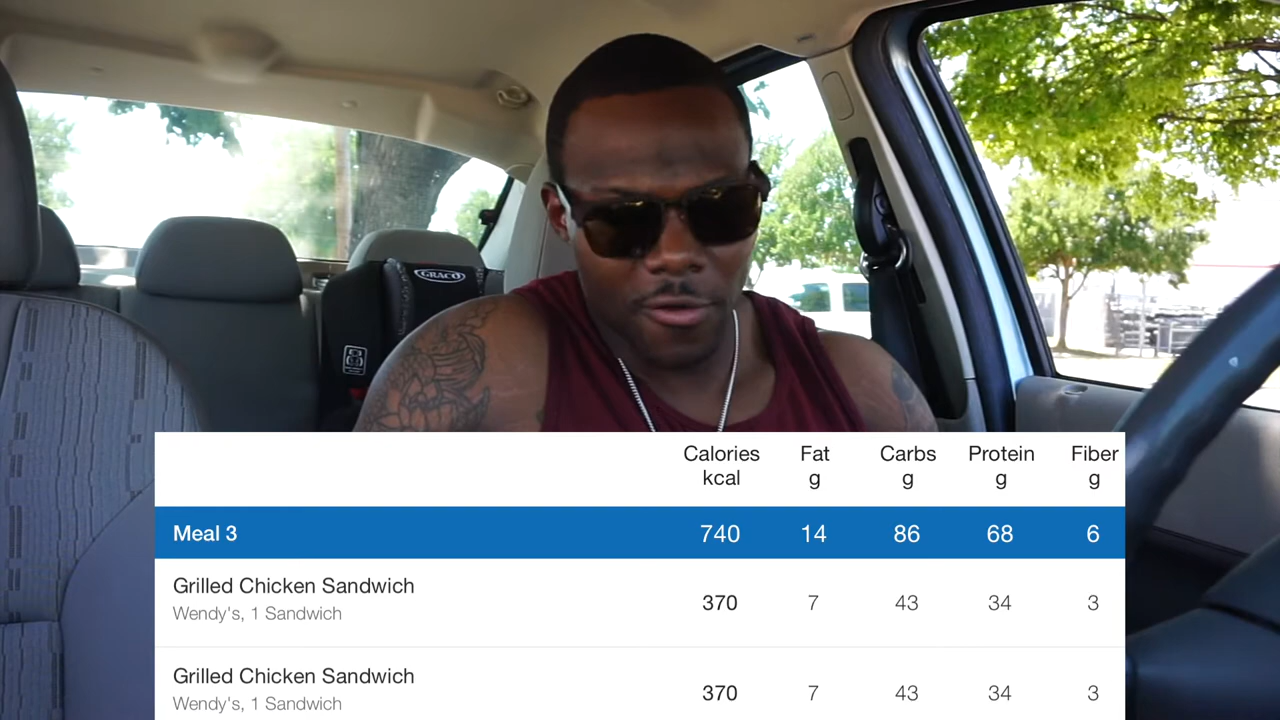 GRACO
Calories Fat Carbs Protein Fiber
kcal g g g g
Meal 3 740 14 86 68 6
Grilled Chicken Sandwich
Wendy's, 1 Sandwich 370 7 43 34 3
Grilled Chicken Sandwich
Wendy's, 1 Sandwich 370 7 43 34 3